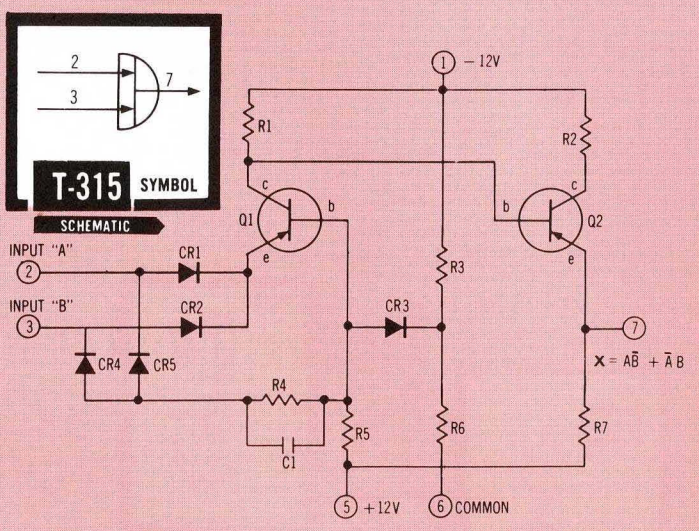 2
3
7
T-315 SYMBOL
SCHEMATIC
1 - 12V
R1
R2
c
b
Q1
e
c
b
Q2
e
INPUT "A"
2
CR1
INPUT "B"
3
CR2
R3
CR3
7
X = AB̅ + A̅ B
CR4
CR5
R4
C1
R5
R6
R7
5 +12V
6 COMMON